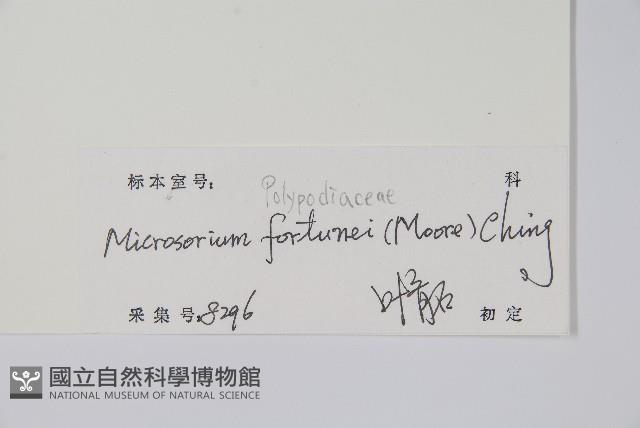 标本室号: Polypodiaceae 科
Microsorium fortunei (Moore) Ching
采集号: 8296 叶 初定
國立自然科學博物館
NATIONAL MUSEUM OF NATURAL SCIENCE